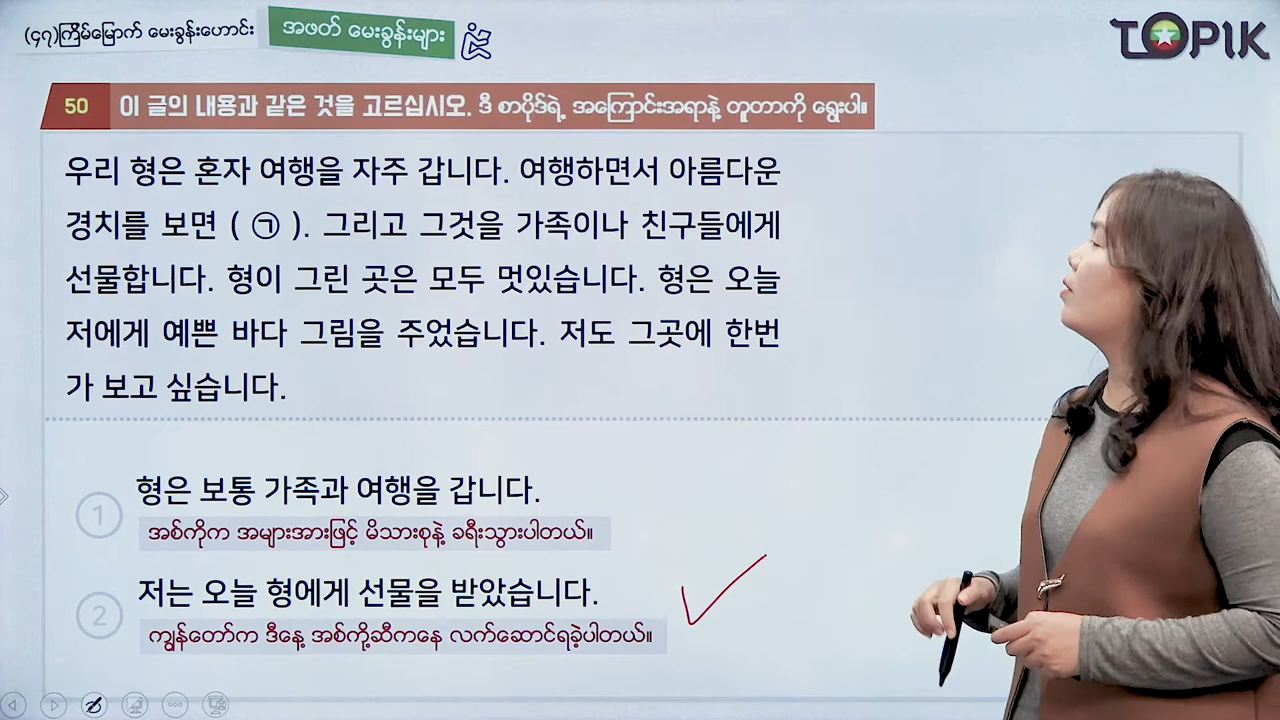 (၄၇)ကြိမ်မြောက် မေးခွန်းဟောင်း
အဖတ် မေးခွန်းများ
TOPIK
50 이 글의 내용과 같은 것을 고르십시오. ဒီ စာပိုဒ်ရဲ့ အကြောင်းအရာနဲ့ တူတာကို ရွေးပါ။
우리 형은 혼자 여행을 자주 갑니다. 여행하면서 아름다운
경치를 보면 ( ㉠ ). 그리고 그것을 가족이나 친구들에게
선물합니다. 형이 그린 곳은 모두 멋있습니다. 형은 오늘
저에게 예쁜 바다 그림을 주었습니다. 저도 그곳에 한번
가 보고 싶습니다.
1 형은 보통 가족과 여행을 갑니다.
အစ်ကိုက အများအားဖြင့် မိသားစုနဲ့ ခရီးသွားပါတယ်။
2 저는 오늘 형에게 선물을 받았습니다.
ကျွန်တော်က ဒီနေ့ အစ်ကို့ဆီကနေ လက်ဆောင်ရခဲ့ပါတယ်။